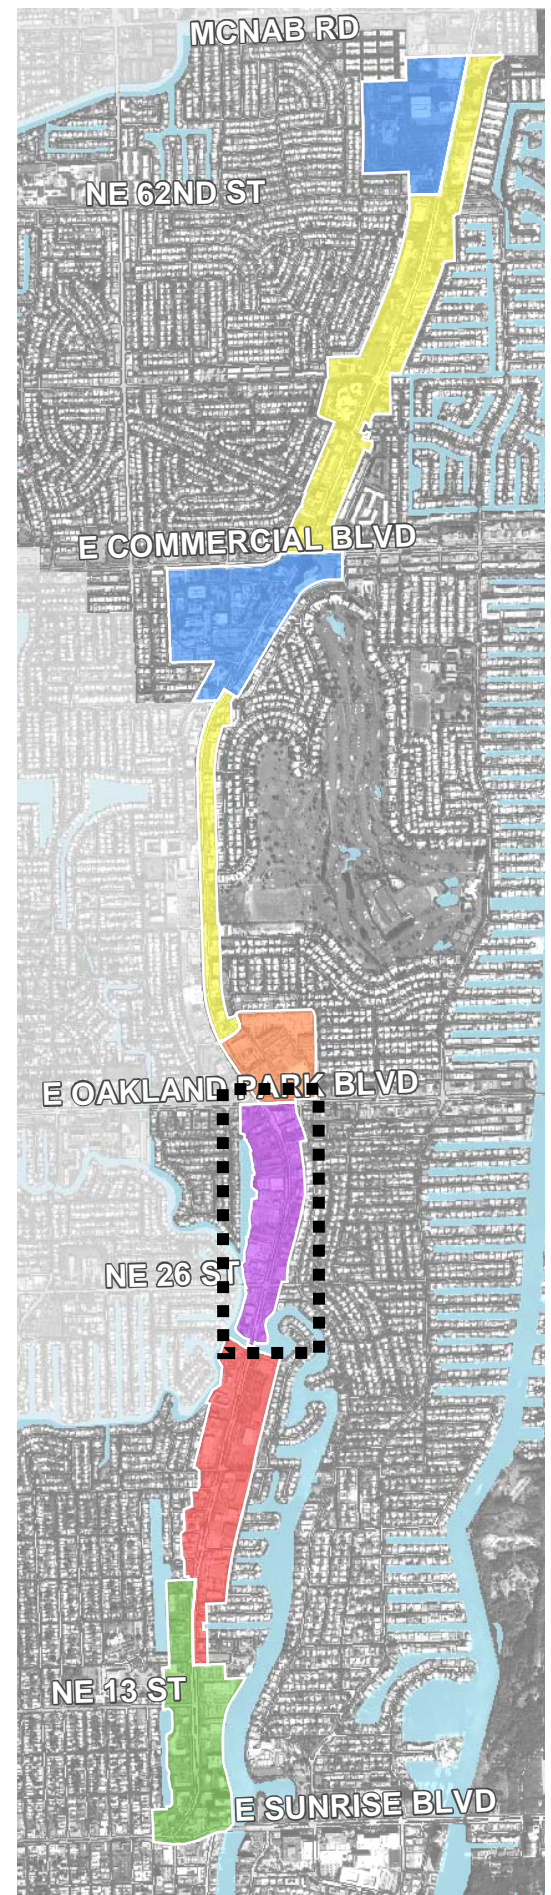 MCNAB RD
NE 62ND ST
E COMMERCIAL BLVD
E OAKLAND PARK BLVD
NE 26 ST
NE 13 ST
E SUNRISE BLVD